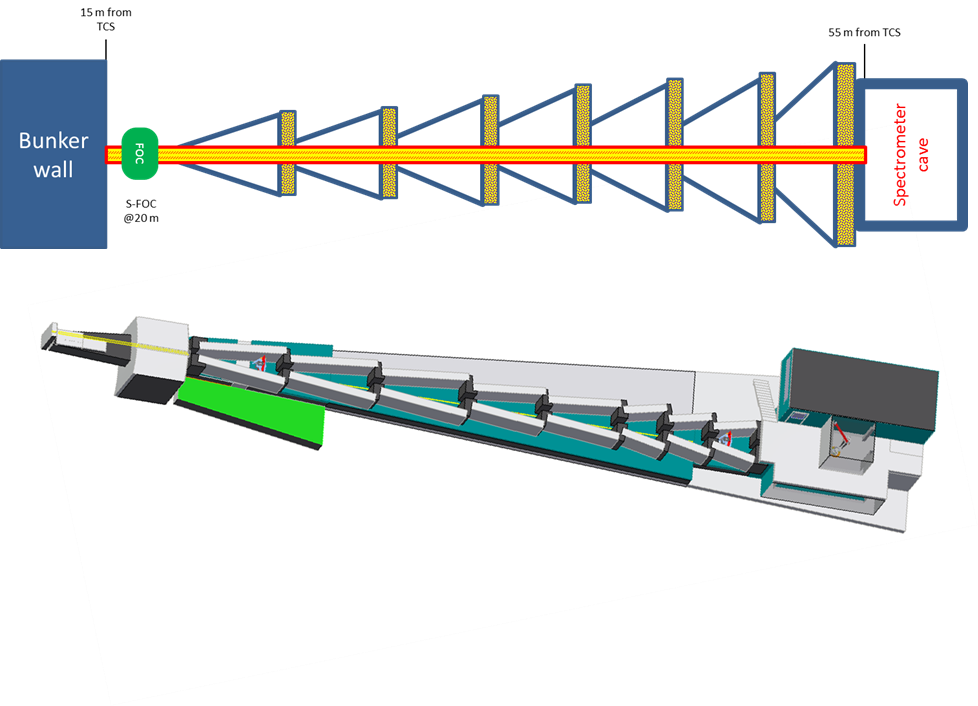 15 m from
TCS
55 m from TCS
Bunker
wall
FOC
S-FOC
@20 m
Spectrometer
cave